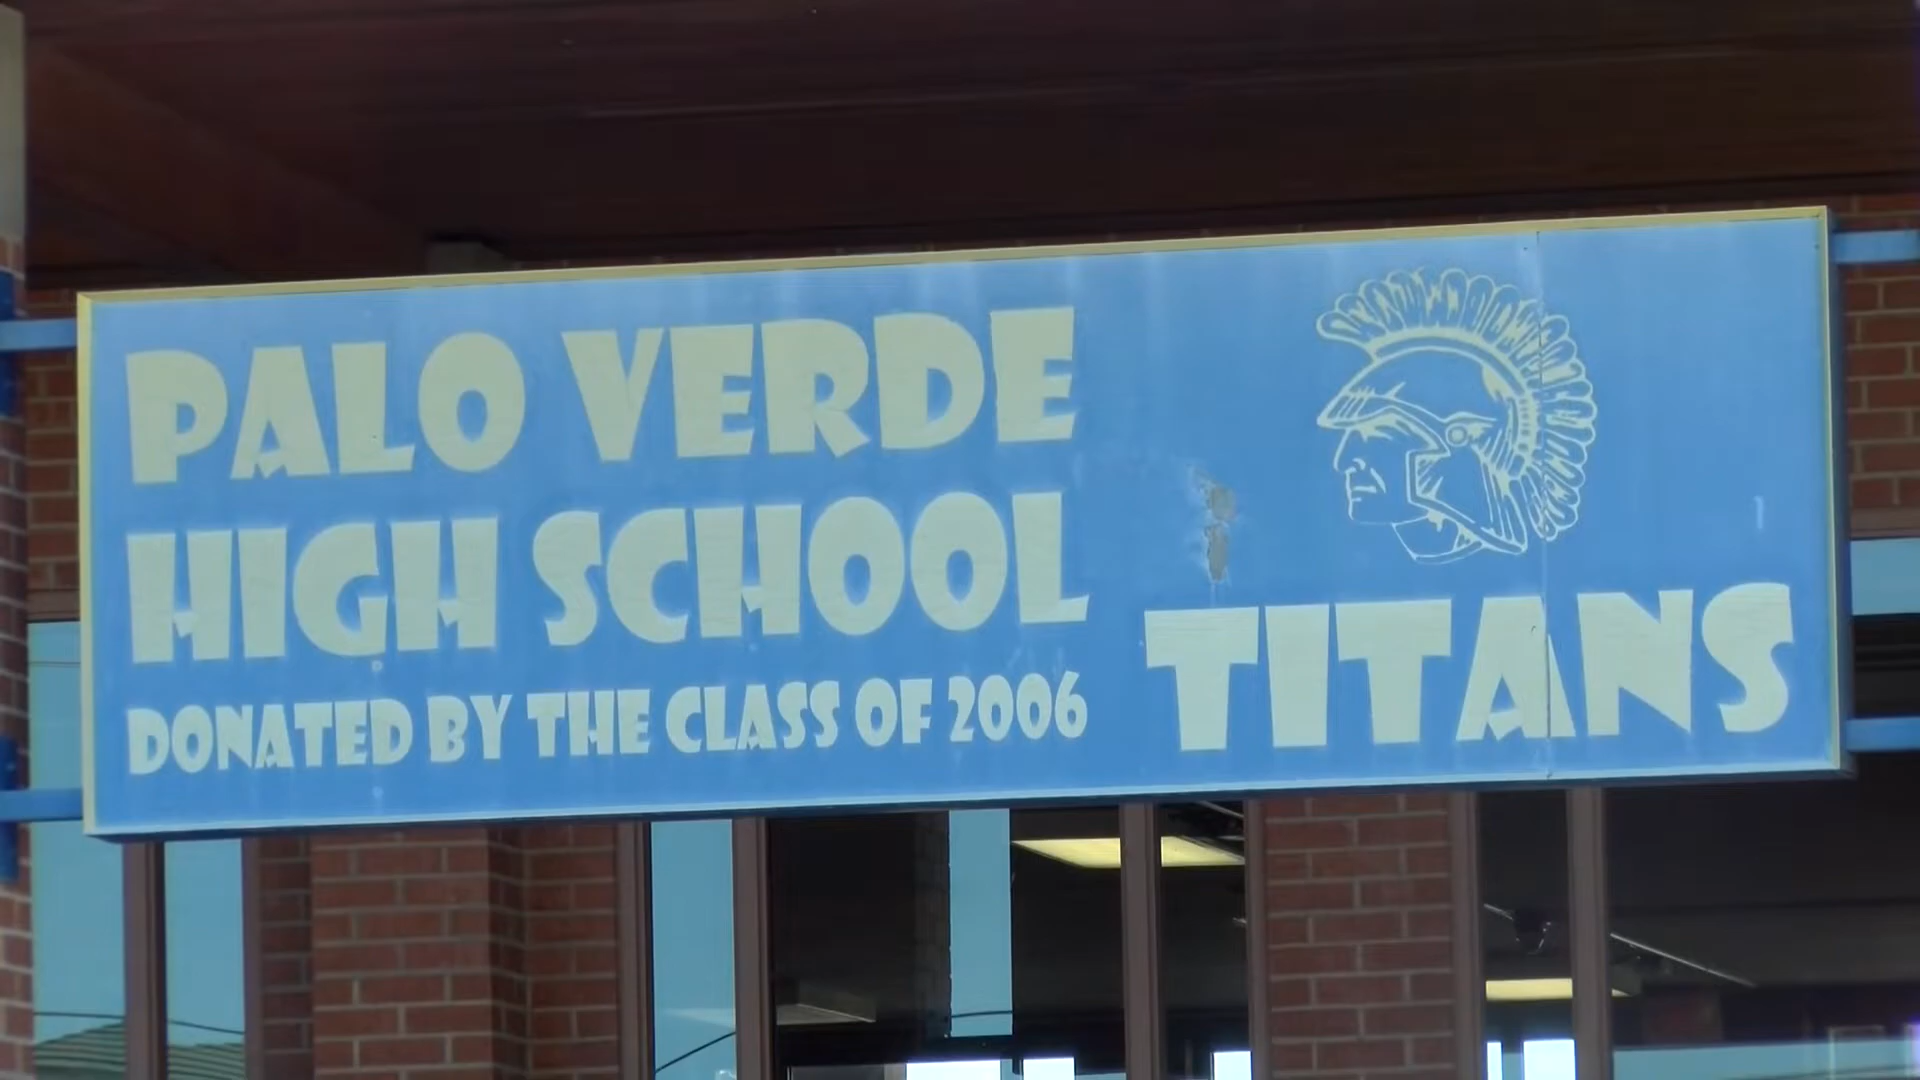 PALO VERDE
HIGH SCHOOL
DONATED BY THE CLASS OF 2006
TITANS